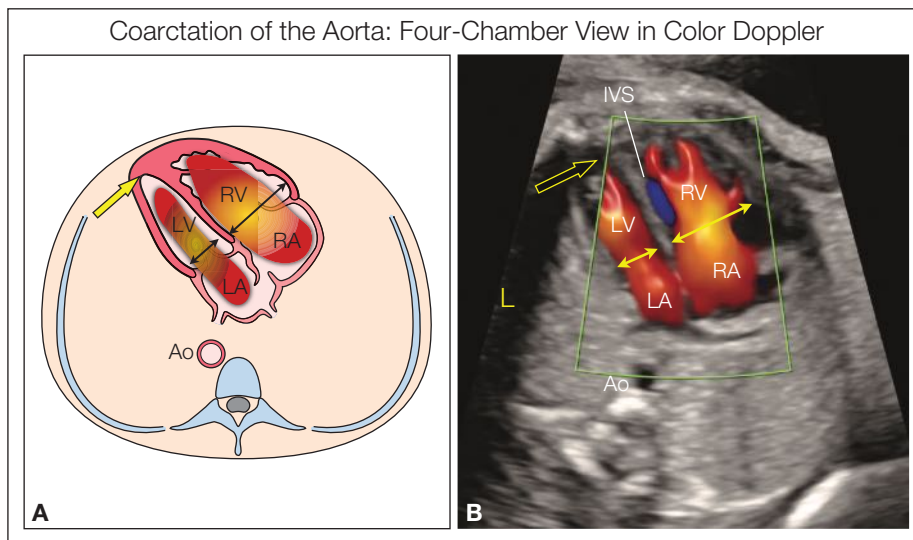 Coarctation of the Aorta: Four-Chamber View in Color Doppler
RV
LV
RA
LA
Ao
A
IVS
RV
LV
RA
LA
L
Ao
B